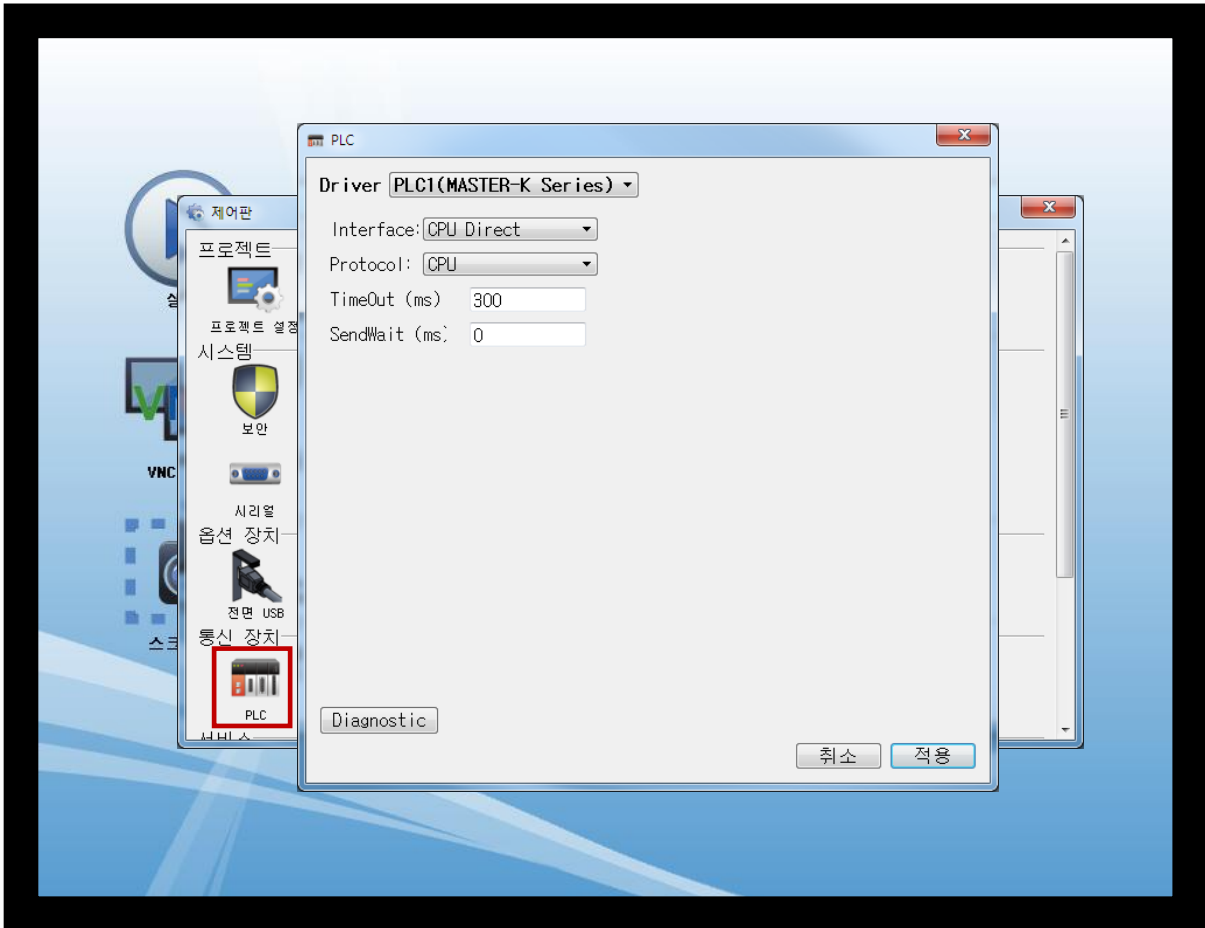 PLC
Driver PLC1(MASTER-K Series)
Interface: CPU Direct
Protocol: CPU
TimeOut (ms) 300
SendWait (ms) 0
Diagnostic
취소 적용
제어판
프로젝트
프로젝트 설정
시스템
보안
시리얼
옵션 장치
전면 USB
통신 장치
PLC
VNC